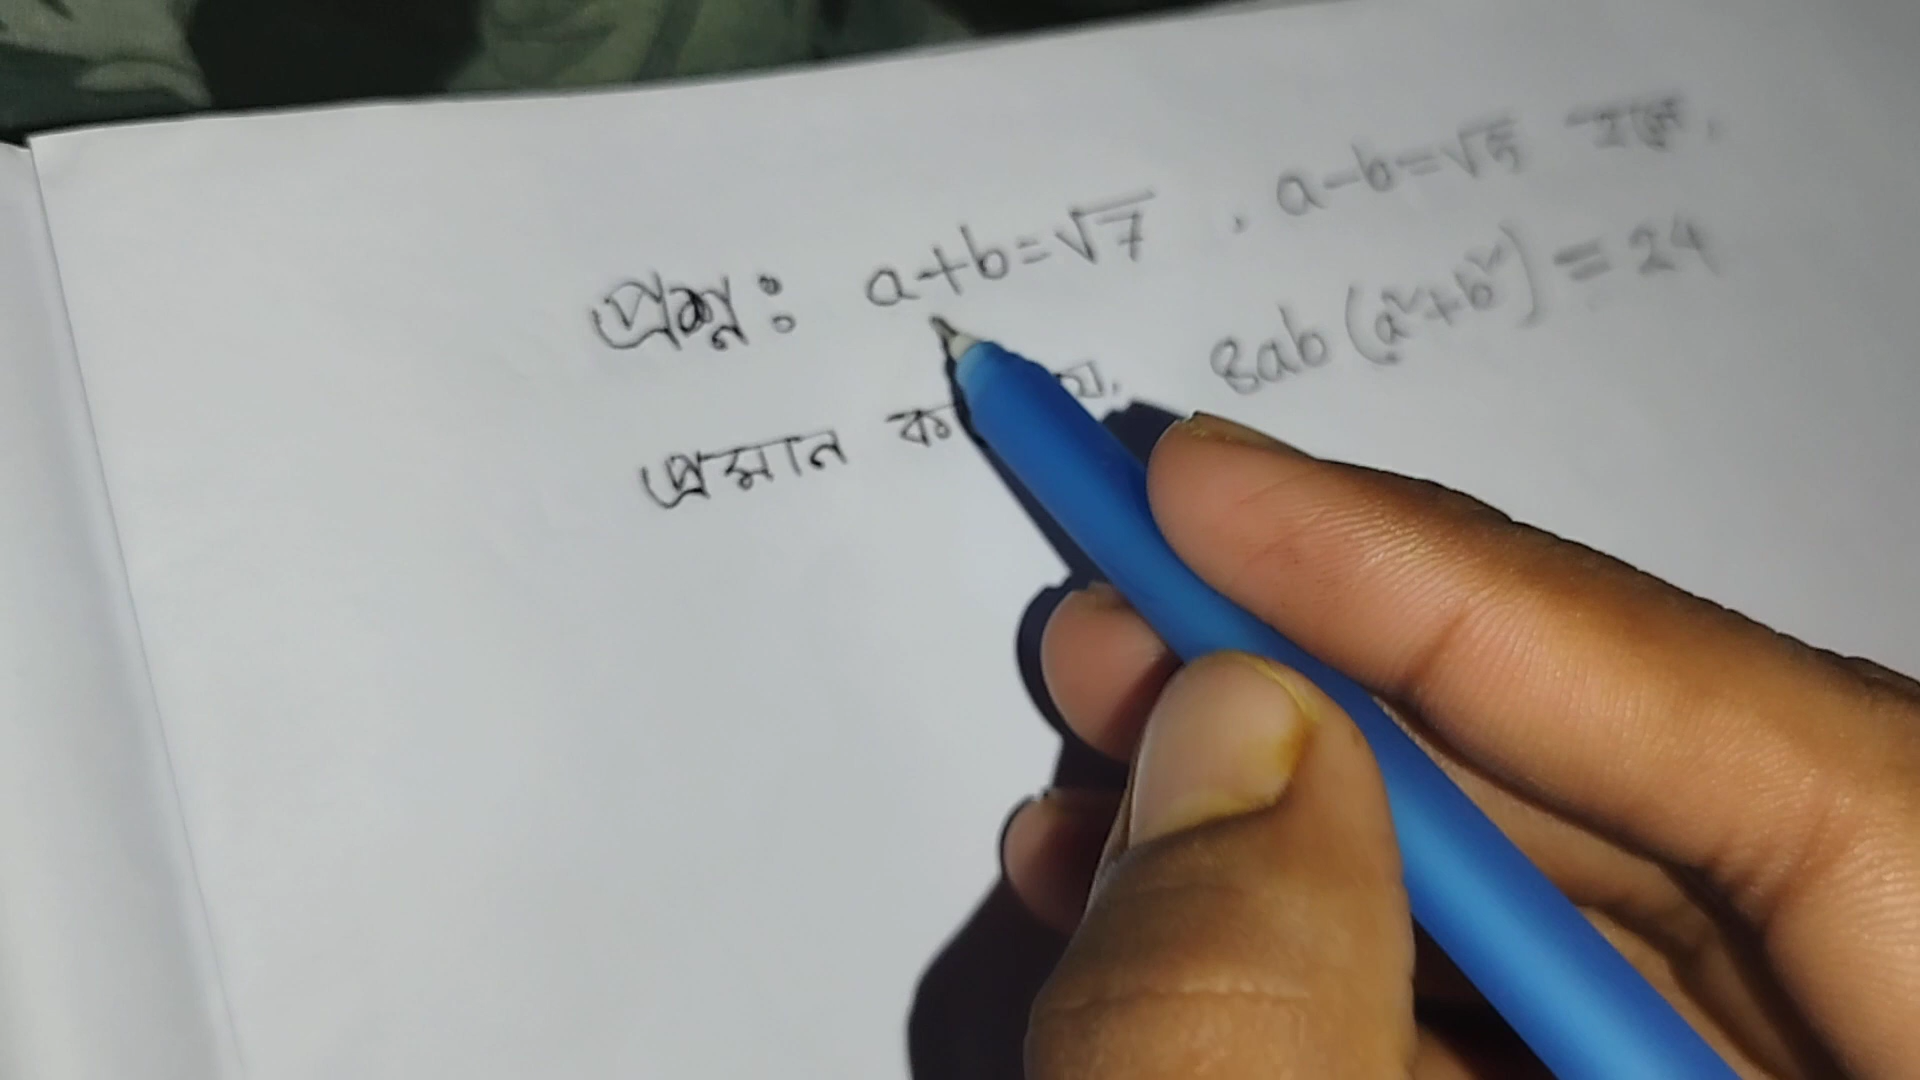 প্রশ্ন: a+b=√7, a-b=√5 হলে,
প্রমান যে, 8ab(a²+b²) = 24